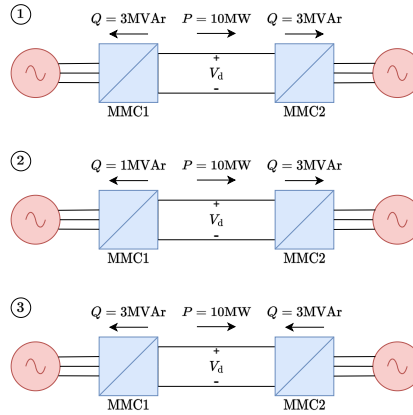 1
Q = 3MVAr P = 10MW Q = 3MVAr
+
V_d
-
MMC1 MMC2
2
Q = 1MVAr P = 10MW Q = 3MVAr
+
V_d
-
MMC1 MMC2
3
Q = 3MVAr P = 10MW Q = 3MVAr
+
V_d
-
MMC1 MMC2